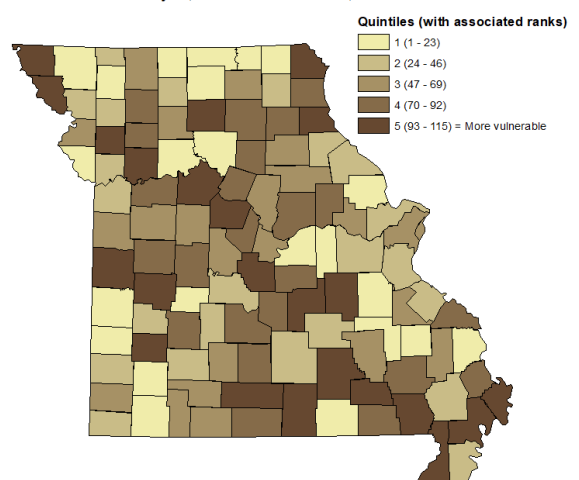 Quintiles (with associated ranks)
1 (1 - 23)
2 (24 - 46)
3 (47 - 69)
4 (70 - 92)
5 (93 - 115) = More vulnerable